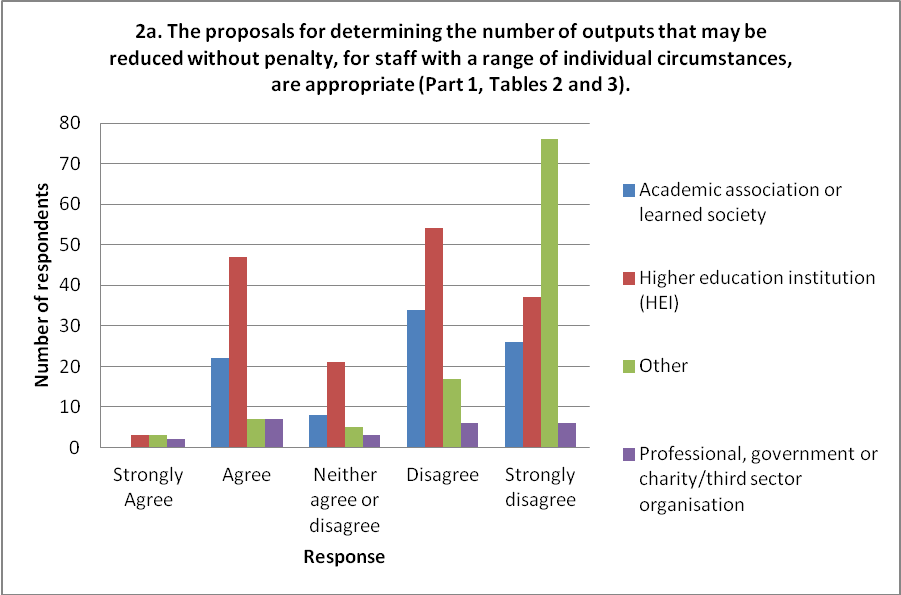 2a. The proposals for determining the number of outputs that may be
reduced without penalty, for staff with a range of individual circumstances,
are appropriate (Part 1, Tables 2 and 3).
80
70
60
50
40
30
20
10
0
Number of respondents
Strongly
Agree
Agree
Neither
agree or
disagree
Disagree
Strongly
disagree
Response
Academic association or
learned society
Higher education institution
(HEI)
Other
Professional, government or
charity/third sector
organisation